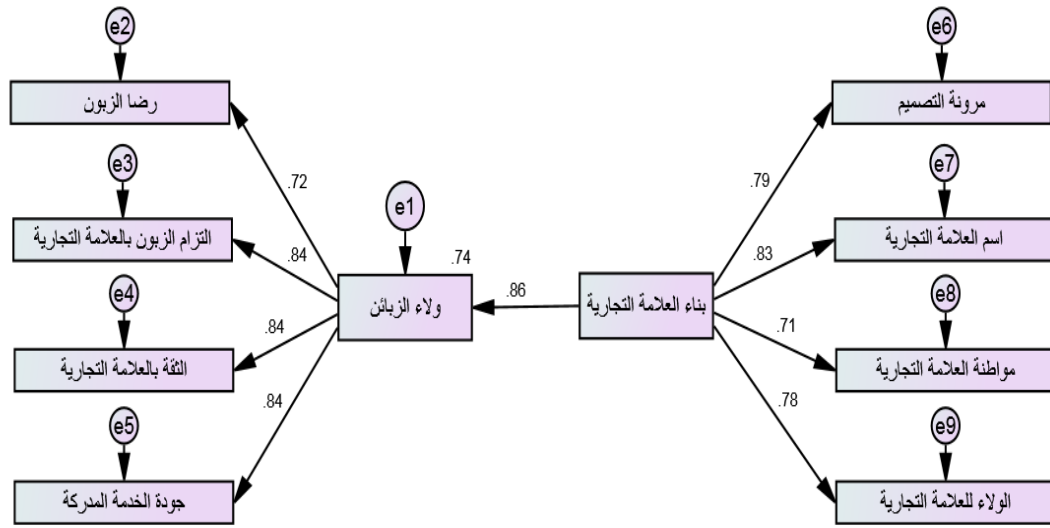 e2
e6
رضا الزبون
مرونة التصميم
e3
e7
.72
.79
e1
التزام الزبون بالعلامة التجارية
اسم العلامة التجارية
.84
.74
.83
e4
e8
ولاء الزبائن
.86
بناء العلامة التجارية
.84
.71
الثقة بالعلامة التجارية
مواطنة العلامة التجارية
.84
.78
e5
e9
جودة الخدمة المدركة
الولاء للعلامة التجارية